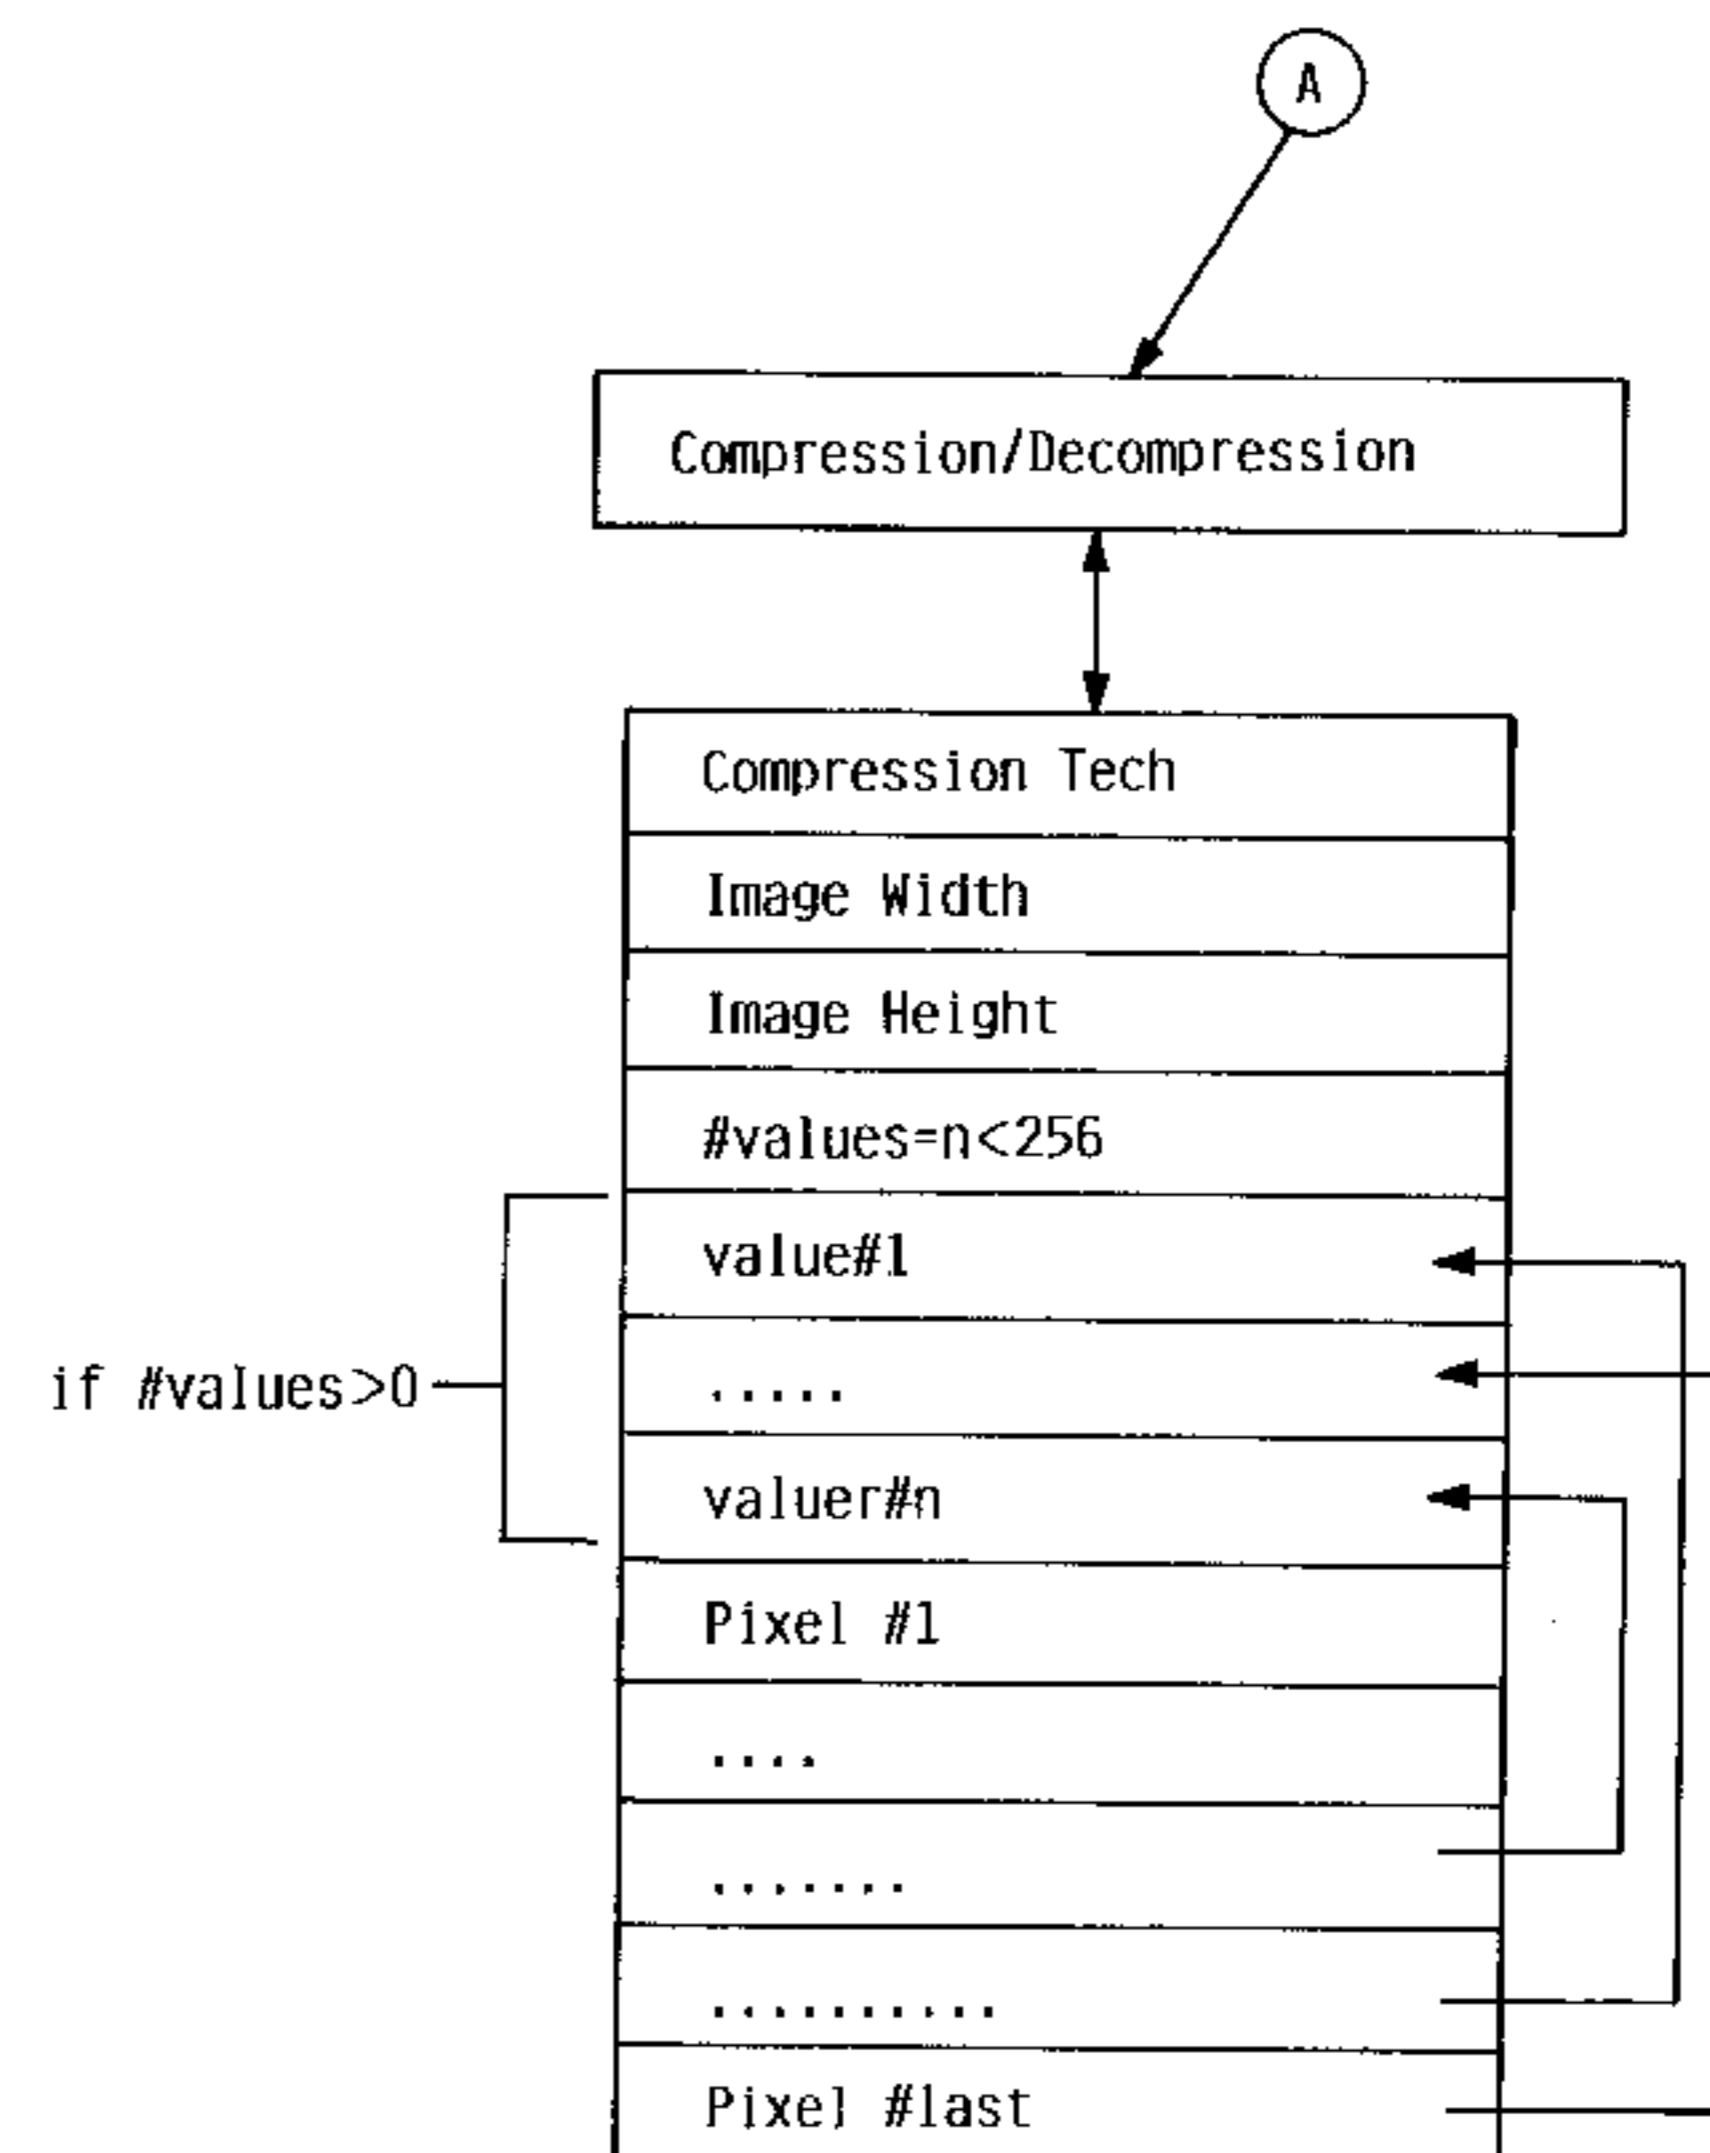 A
Compression/Decompression
Compression Tech
Image Width
Image Height
#values=n<256
value#1
if #values>0
.....
valuer#n
Pixel #1
....
.......
..........
Pixel #last